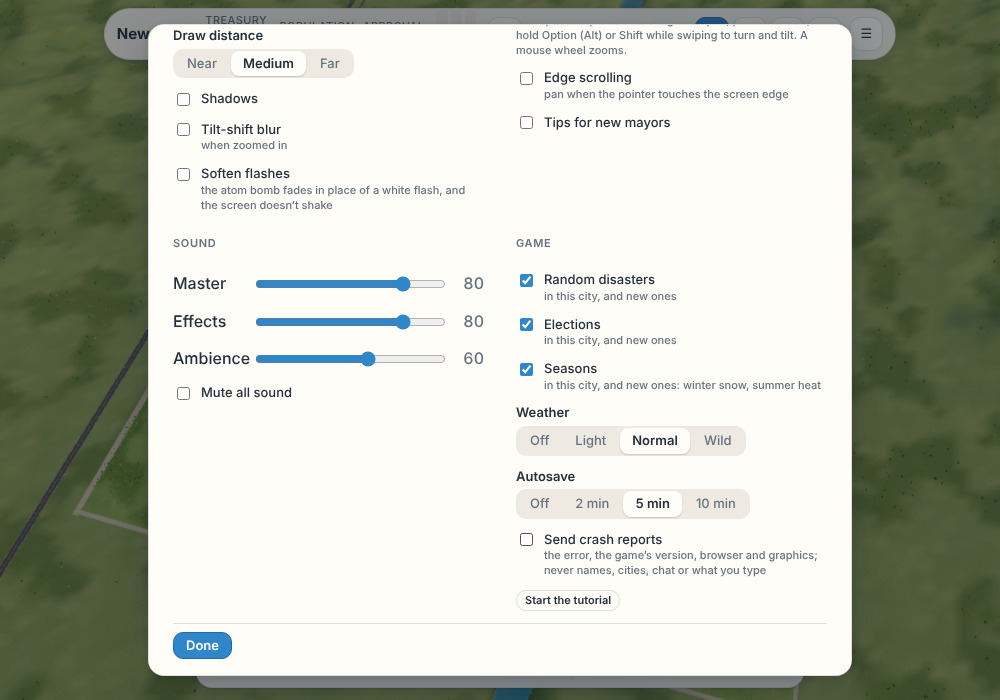 TREASURY
New
Draw distance
Near Medium Far
Shadows
Tilt-shift blur
when zoomed in
Soften flashes
the atom bomb fades in place of a white flash, and
the screen doesn’t shake
hold Option (Alt) or Shift while swiping to turn and tilt. A
mouse wheel zooms.
Edge scrolling
pan when the pointer touches the screen edge
Tips for new mayors
SOUND
Master 80
Effects 80
Ambience 60
Mute all sound
GAME
Random disasters
in this city, and new ones
Elections
in this city, and new ones
Seasons
in this city, and new ones: winter snow, summer heat
Weather
Off Light Normal Wild
Autosave
Off 2 min 5 min 10 min
Send crash reports
the error, the game’s version, browser and graphics;
never names, cities, chat or what you type
Start the tutorial
Done